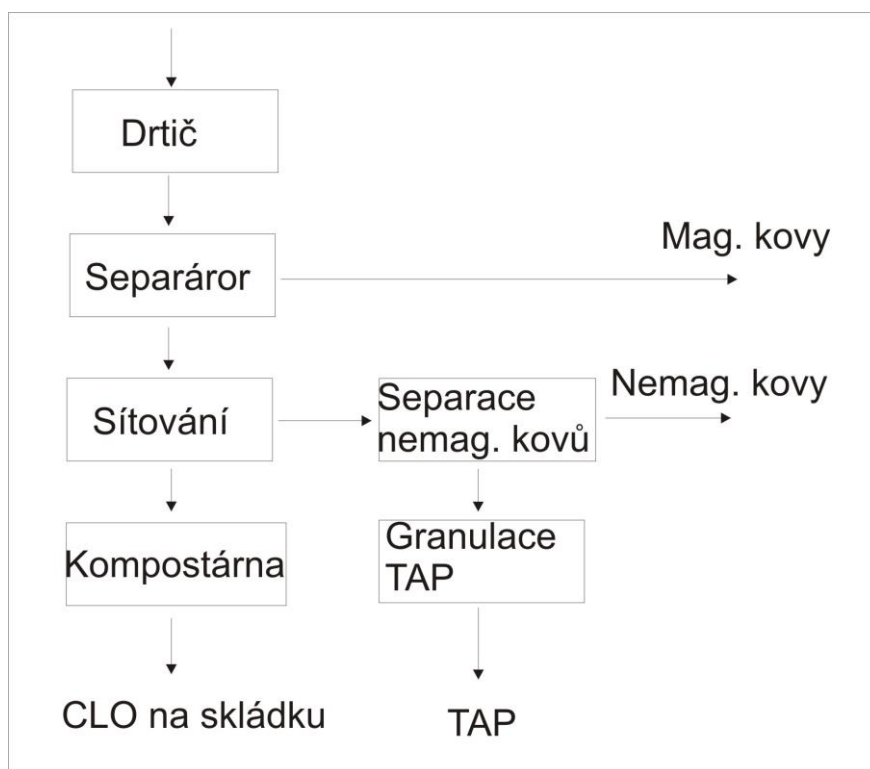 Drtič
Mag. kovy
Separáror
Nemag. kovy
Sítování
Separace
nemag. kovů
Kompostárna
Granulace
TAP
CLO na skládku
TAP